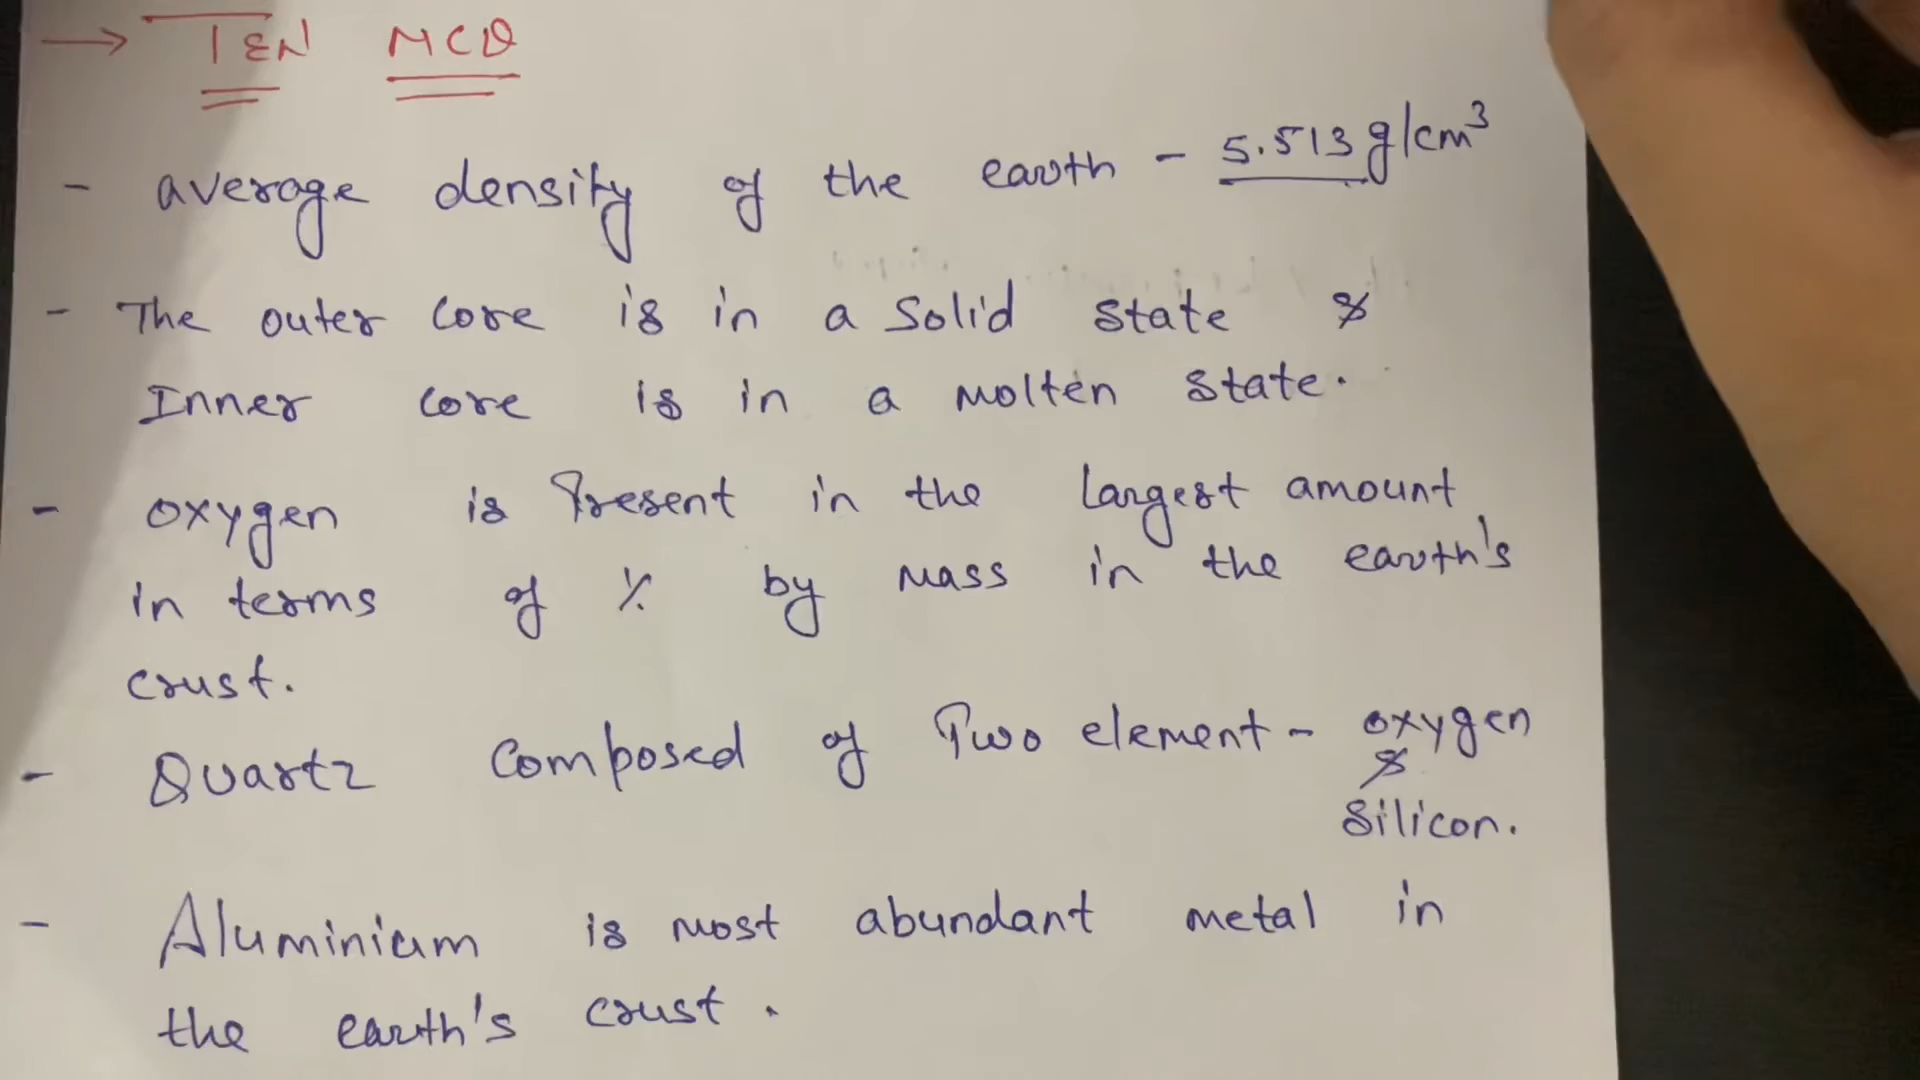 → TEN MCQ
- average density of the earth - 5.513 g/cm³
- The outer core is in a solid state &
Inner core is in a molten state.
- oxygen is Present in the largest amount
in terms of % by mass in the earth's
crust.
- Quartz composed of Two element - oxygen
&
silicon.
- Aluminium is most abundant metal in
the earth's crust.